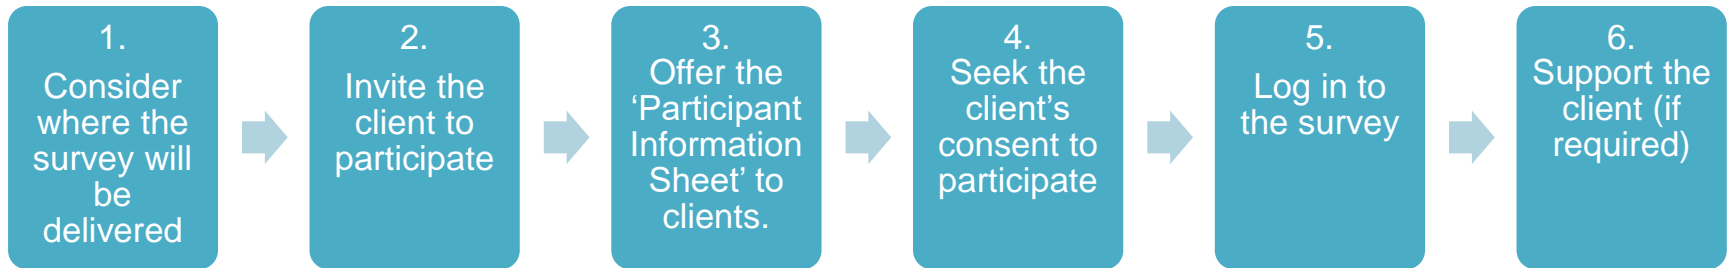 1.
Consider
where the
survey will
be
delivered
2.
Invite the
client to
participate
3.
Offer the
‘Participant
Information
Sheet’ to
clients.
4.
Seek the
client’s
consent to
participate
5.
Log in to
the survey
6.
Support the
client (if
required)